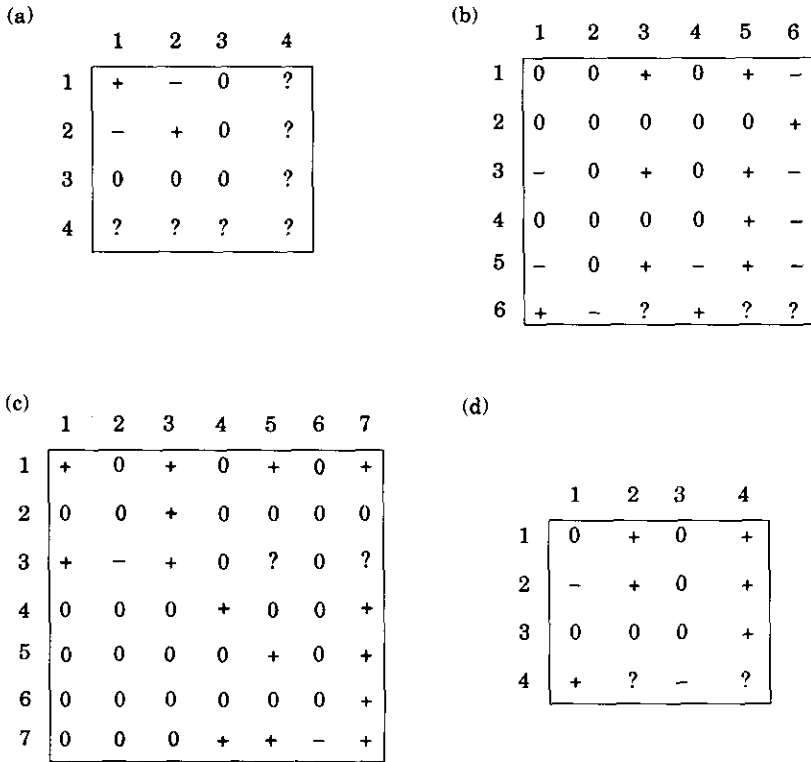 (a)
1 2 3 4
1 + − 0 ?
2 − + 0 ?
3 0 0 0 ?
4 ? ? ? ?
(b)
1 2 3 4 5 6
1 0 0 + 0 + −
2 0 0 0 0 0 +
3 − 0 + 0 + −
4 0 0 0 0 + −
5 − 0 + − + −
6 + − ? + ? ?
(c)
1 2 3 4 5 6 7
1 + 0 + 0 + 0 +
2 0 0 + 0 0 0 0
3 + − + 0 ? 0 ?
4 0 0 0 + 0 0 +
5 0 0 0 0 + 0 +
6 0 0 0 0 0 0 +
7 0 0 0 + + − +
(d)
1 2 3 4
1 0 + 0 +
2 − + 0 +
3 0 0 0 +
4 + ? − ?